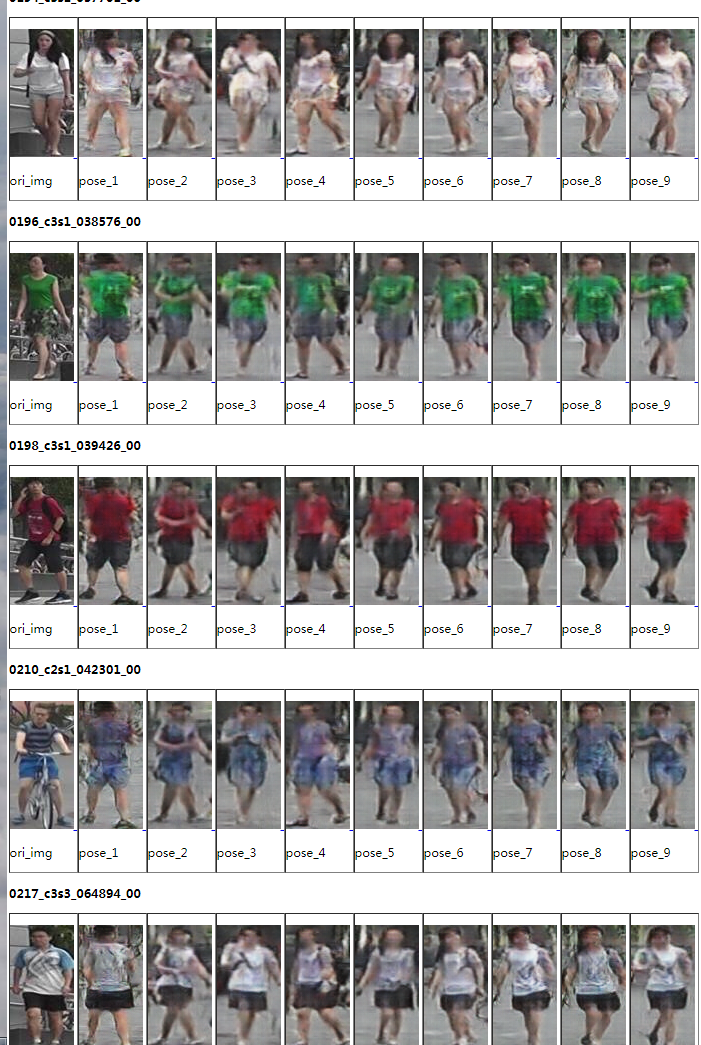 ori_img pose_1 pose_2 pose_3 pose_4 pose_5 pose_6 pose_7 pose_8 pose_9
0196_c3s1_038576_00
ori_img pose_1 pose_2 pose_3 pose_4 pose_5 pose_6 pose_7 pose_8 pose_9
0198_c3s1_039426_00
ori_img pose_1 pose_2 pose_3 pose_4 pose_5 pose_6 pose_7 pose_8 pose_9
0210_c2s1_042301_00
ori_img pose_1 pose_2 pose_3 pose_4 pose_5 pose_6 pose_7 pose_8 pose_9
0217_c3s3_064894_00